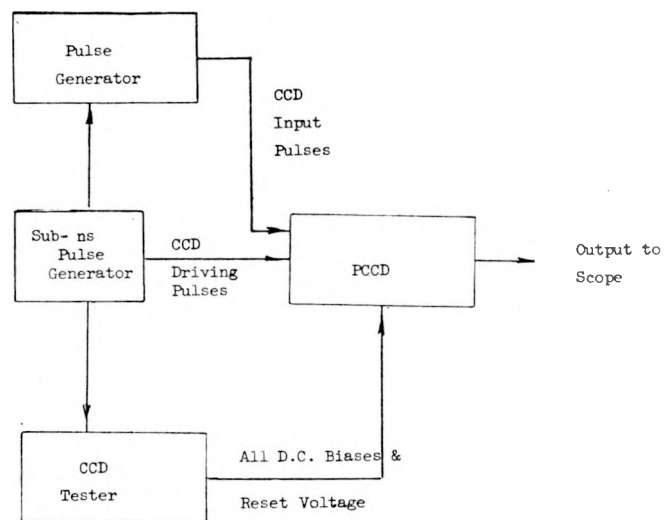 Pulse
Generator
CCD
Input
Pulses
Sub- ns
Pulse
Generator
CCD
Driving
Pulses
PCCD
Output to
Scope
CCD
Tester
All D.C. Biases &
Reset Voltage